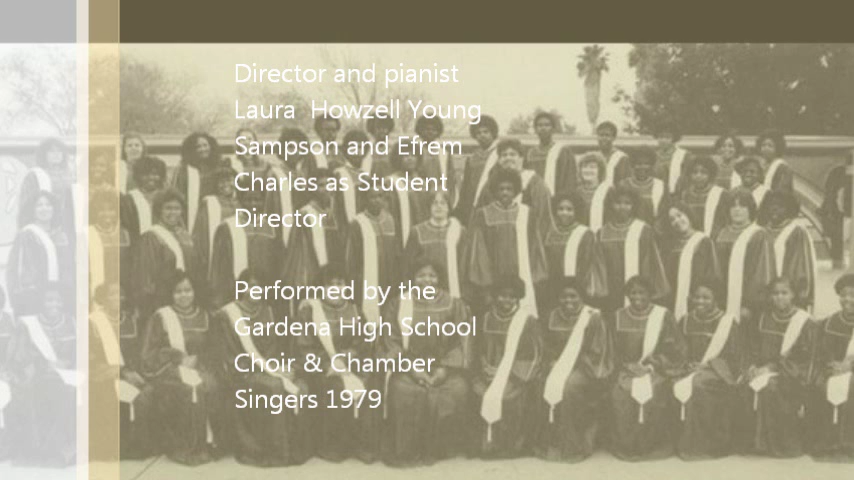 Director and pianist
Laura  Howzell Young
Sampson and Efrem
Charles as Student
Director
Performed by the
Gardena High School
Choir & Chamber
Singers 1979